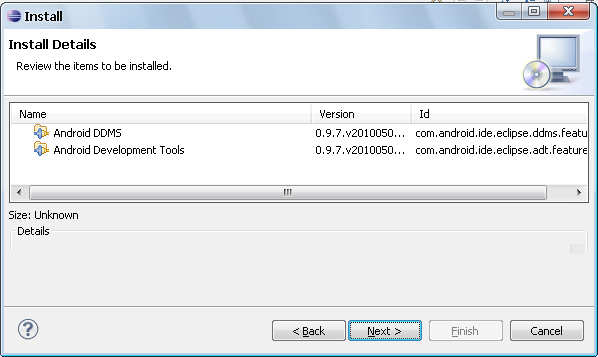 Install
Install Details
Review the items to be installed.
Name Version Id
Android DDMS 0.9.7.v2010050... com.android.ide.eclipse.ddms.featu
Android Development Tools 0.9.7.v2010050... com.android.ide.eclipse.adt.feature
Size: Unknown
Details
? < Back Next > Finish Cancel